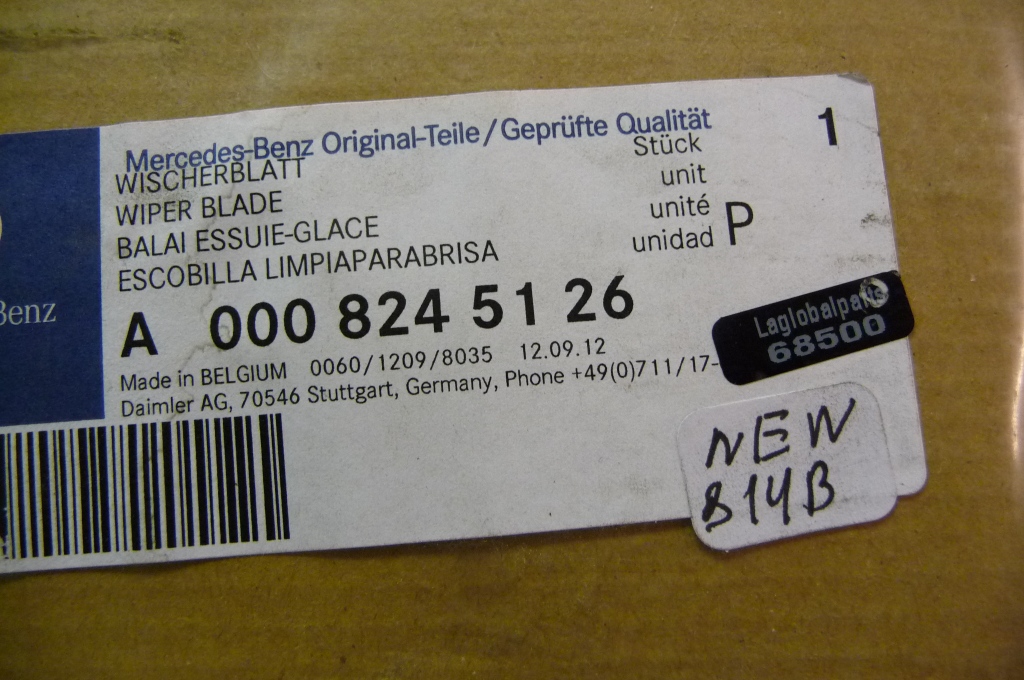 Mercedes-Benz Original-Teile/Geprüfte Qualität
WISCHERBLATT Stück 1
WIPER BLADE unit
BALAI ESSUIE-GLACE unité P
ESCOBILLA LIMPIAPARABRISA unidad
Benz
A 000 824 51 26
Made in BELGIUM 0060/1209/8035 12.09.12
Daimler AG, 70546 Stuttgart, Germany, Phone +49(0)711/17-
Laglobalparts
68500
NEW
814B